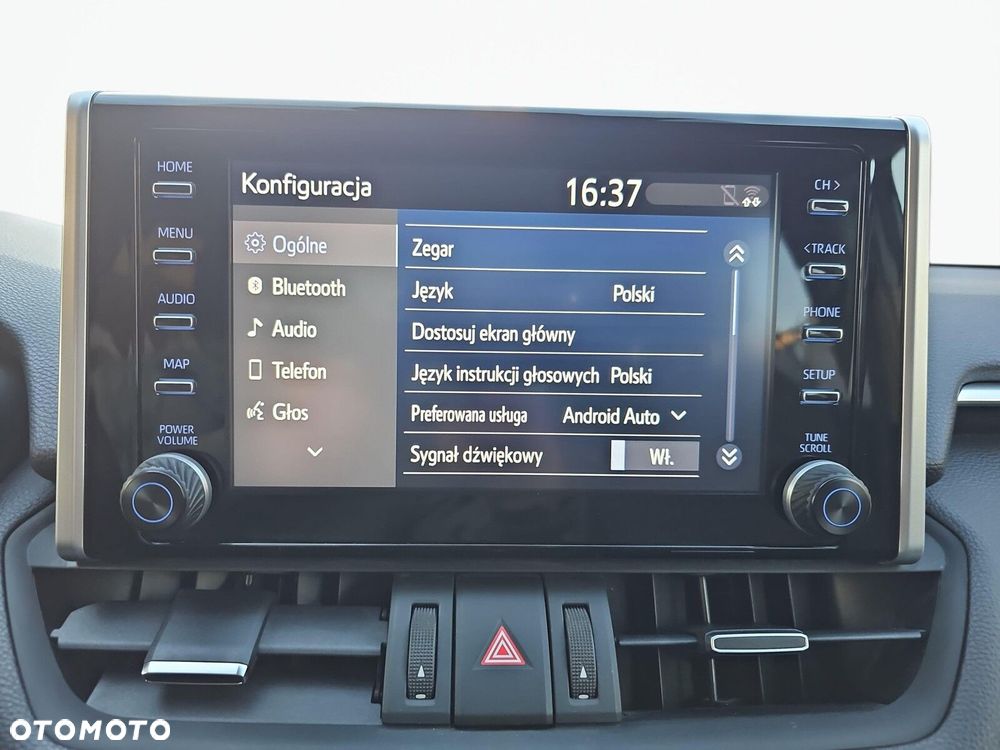 HOME
MENU
AUDIO
MAP
POWER
VOLUME
Konfiguracja 16:37
Ogólne
Bluetooth
Audio
Telefon
Głos
Zegar
Język Polski
Dostosuj ekran główny
Język instrukcji głosowych Polski
Preferowana usługa Android Auto
Sygnał dźwiękowy Wł.
CH >
< TRACK
PHONE
SETUP
TUNE
SCROLL
OTOMOTO